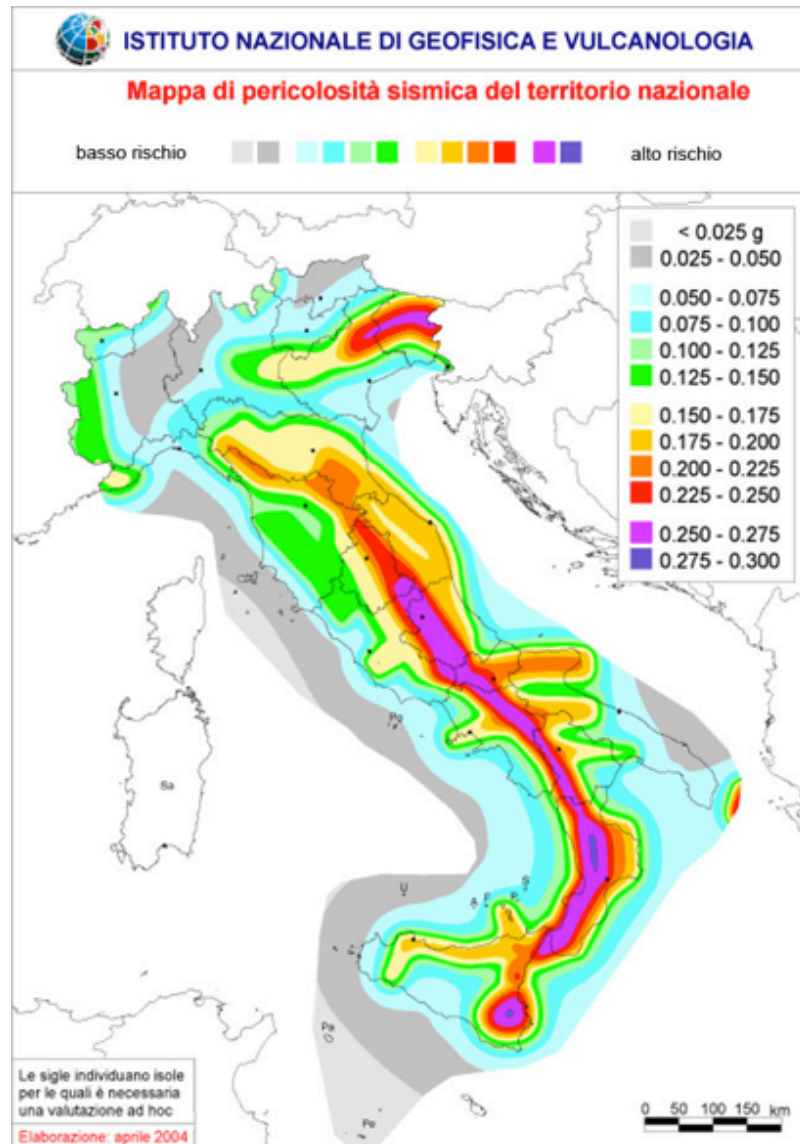 ISTITUTO NAZIONALE DI GEOFISICA E VULCANOLOGIA
Mappa di pericolosità sismica del territorio nazionale
basso rischio
alto rischio
< 0.025 g
0.025 - 0.050
0.050 - 0.075
0.075 - 0.100
0.100 - 0.125
0.125 - 0.150
0.150 - 0.175
0.175 - 0.200
0.200 - 0.225
0.225 - 0.250
0.250 - 0.275
0.275 - 0.300
Po
Sa
U
A
F
P
S
Pa
Pe
Le sigle individuano isole
per le quali è necessaria
una valutazione ad hoc
Elaborazione: aprile 2004
0 50 100 150 km